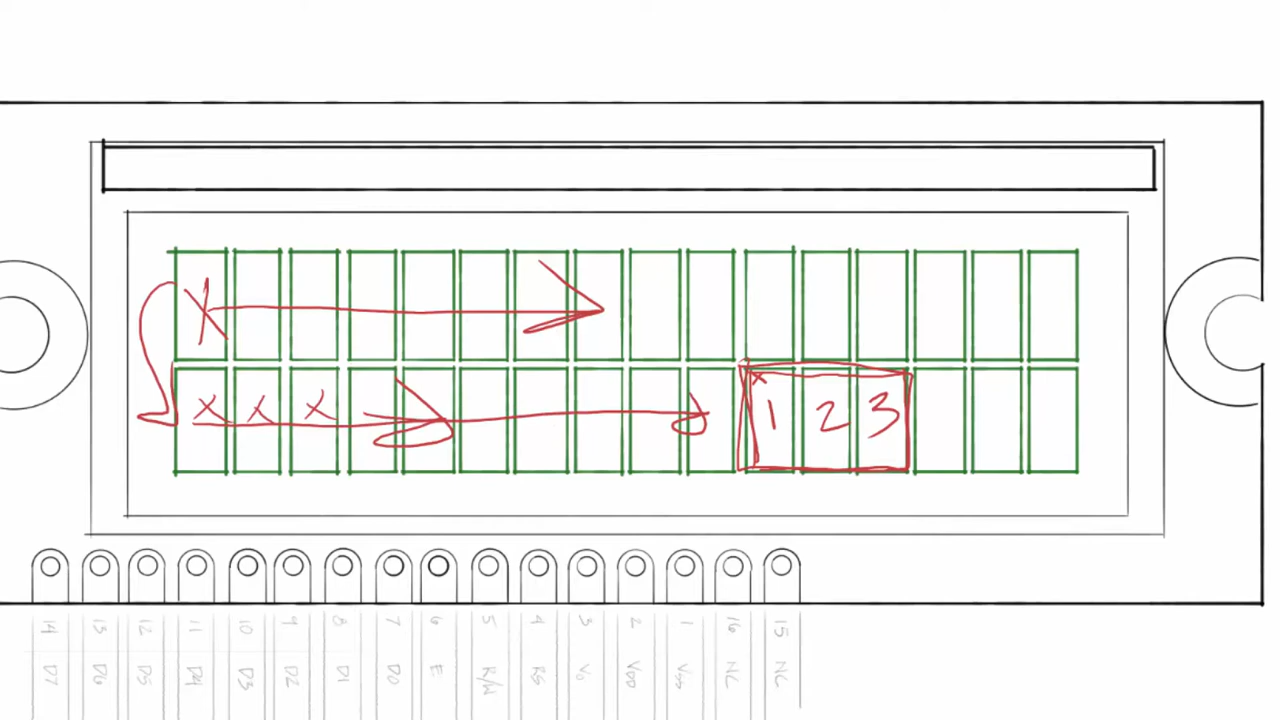 X
X X X x 1 2 3
14 13 12 11 10 9 8 7 6 5 4 3 2 1 16 15
D7 D6 D5 D4 D3 D2 D1 D0 E R/W RS Vo VDD VSS NC NC